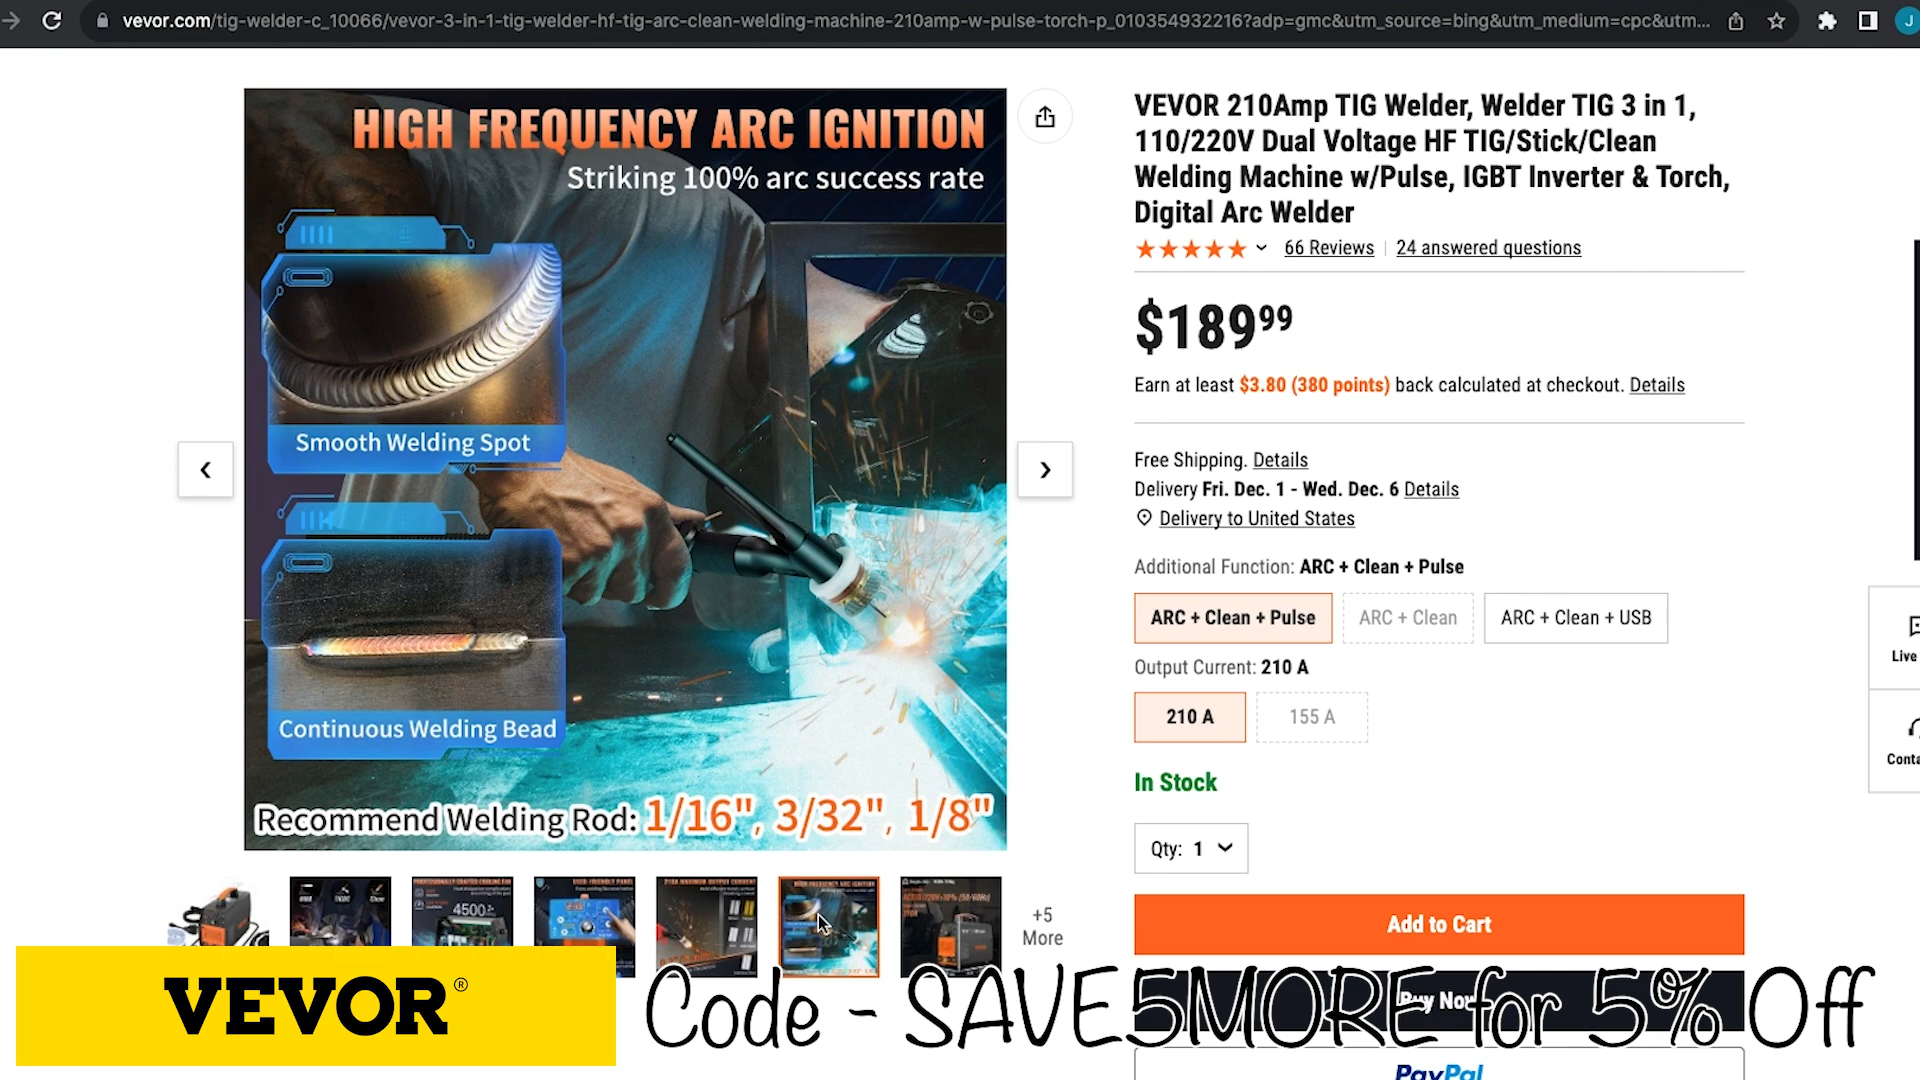 vevor.com/tig-welder-c_10066/vevor-3-in-1-tig-welder-hf-tig-arc-clean-welding-machine-210amp-w-pulse-torch-p_010354932216?adp=gmc&utm_source=bing&utm_medium=cpc&utm...
J
HIGH FREQUENCY ARC IGNITION
Striking 100% arc success rate
Smooth Welding Spot
Continuous Welding Bead
Recommend Welding Rod: 1/16", 3/32", 1/8"
4500
+5
More
VEVOR 210Amp TIG Welder, Welder TIG 3 in 1,
110/220V Dual Voltage HF TIG/Stick/Clean
Welding Machine w/Pulse, IGBT Inverter & Torch,
Digital Arc Welder
66 Reviews
24 answered questions
$189.99
Earn at least $3.80 (380 points) back calculated at checkout. Details
Free Shipping. Details
Delivery Fri. Dec. 1 - Wed. Dec. 6 Details
Delivery to United States
Additional Function: ARC + Clean + Pulse
ARC + Clean + Pulse
ARC + Clean
ARC + Clean + USB
Output Current: 210 A
210 A
155 A
In Stock
Qty: 1
Add to Cart
Buy Now
PayPal
Live
Conta
VEVOR®
Code - SAVE5MORE for 5% Off